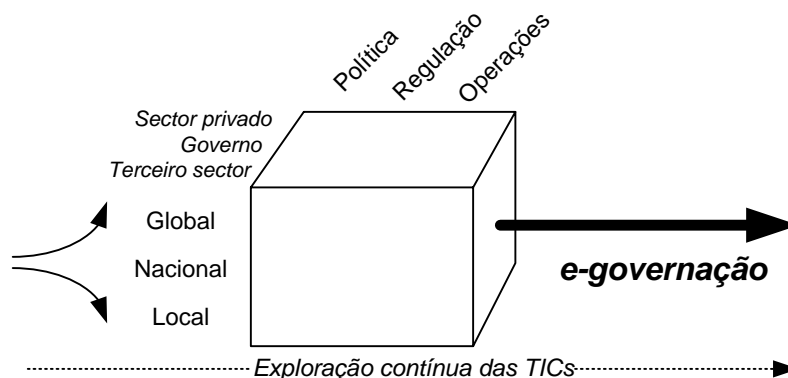 Política
Regulação
Operações
Sector privado
Governo
Terceiro sector
Global
Nacional
Local
e-governação
Exploração contínua das TICs